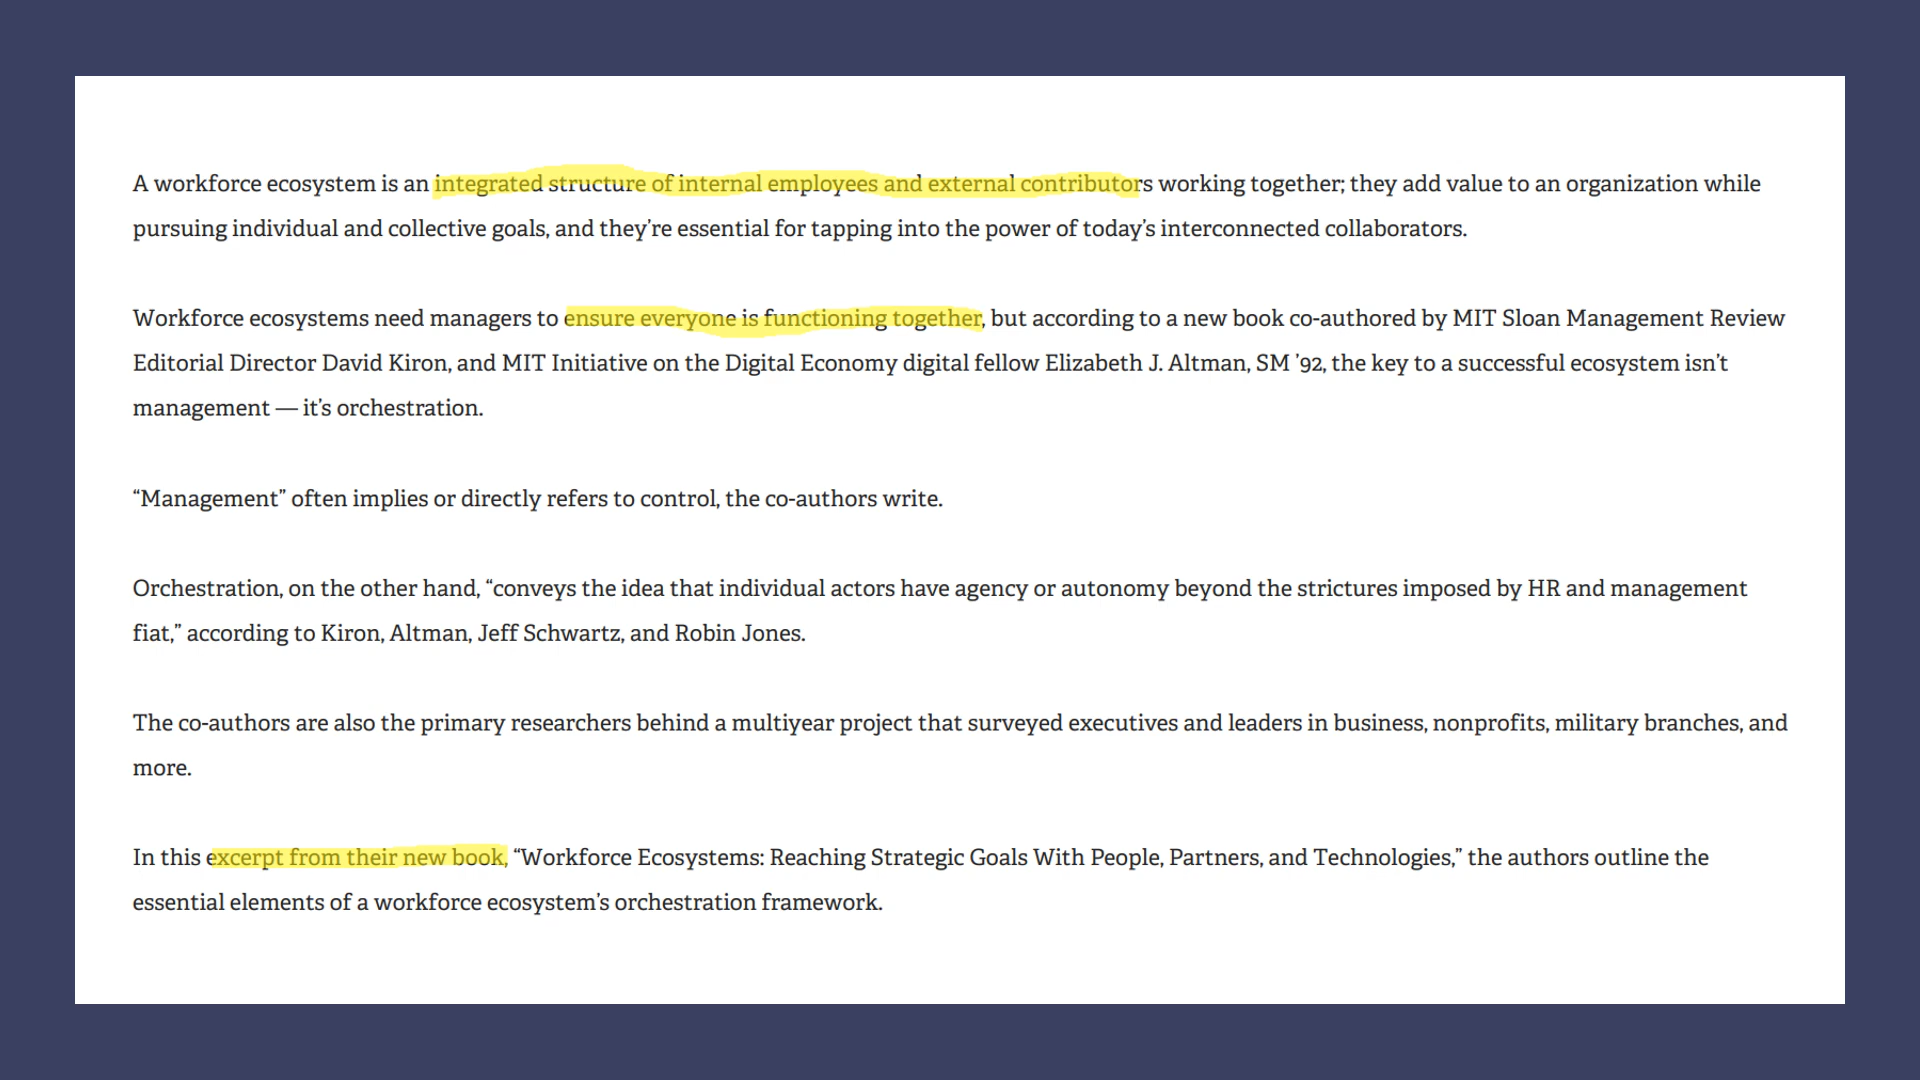 A workforce ecosystem is an integrated structure of internal employees and external contributors working together; they add value to an organization while
pursuing individual and collective goals, and they’re essential for tapping into the power of today’s interconnected collaborators.
Workforce ecosystems need managers to ensure everyone is functioning together, but according to a new book co-authored by MIT Sloan Management Review
Editorial Director David Kiron, and MIT Initiative on the Digital Economy digital fellow Elizabeth J. Altman, SM ’92, the key to a successful ecosystem isn’t
management — it’s orchestration.
“Management” often implies or directly refers to control, the co-authors write.
Orchestration, on the other hand, “conveys the idea that individual actors have agency or autonomy beyond the strictures imposed by HR and management
fiat,” according to Kiron, Altman, Jeff Schwartz, and Robin Jones.
The co-authors are also the primary researchers behind a multiyear project that surveyed executives and leaders in business, nonprofits, military branches, and
more.
In this excerpt from their new book, “Workforce Ecosystems: Reaching Strategic Goals With People, Partners, and Technologies,” the authors outline the
essential elements of a workforce ecosystem’s orchestration framework.